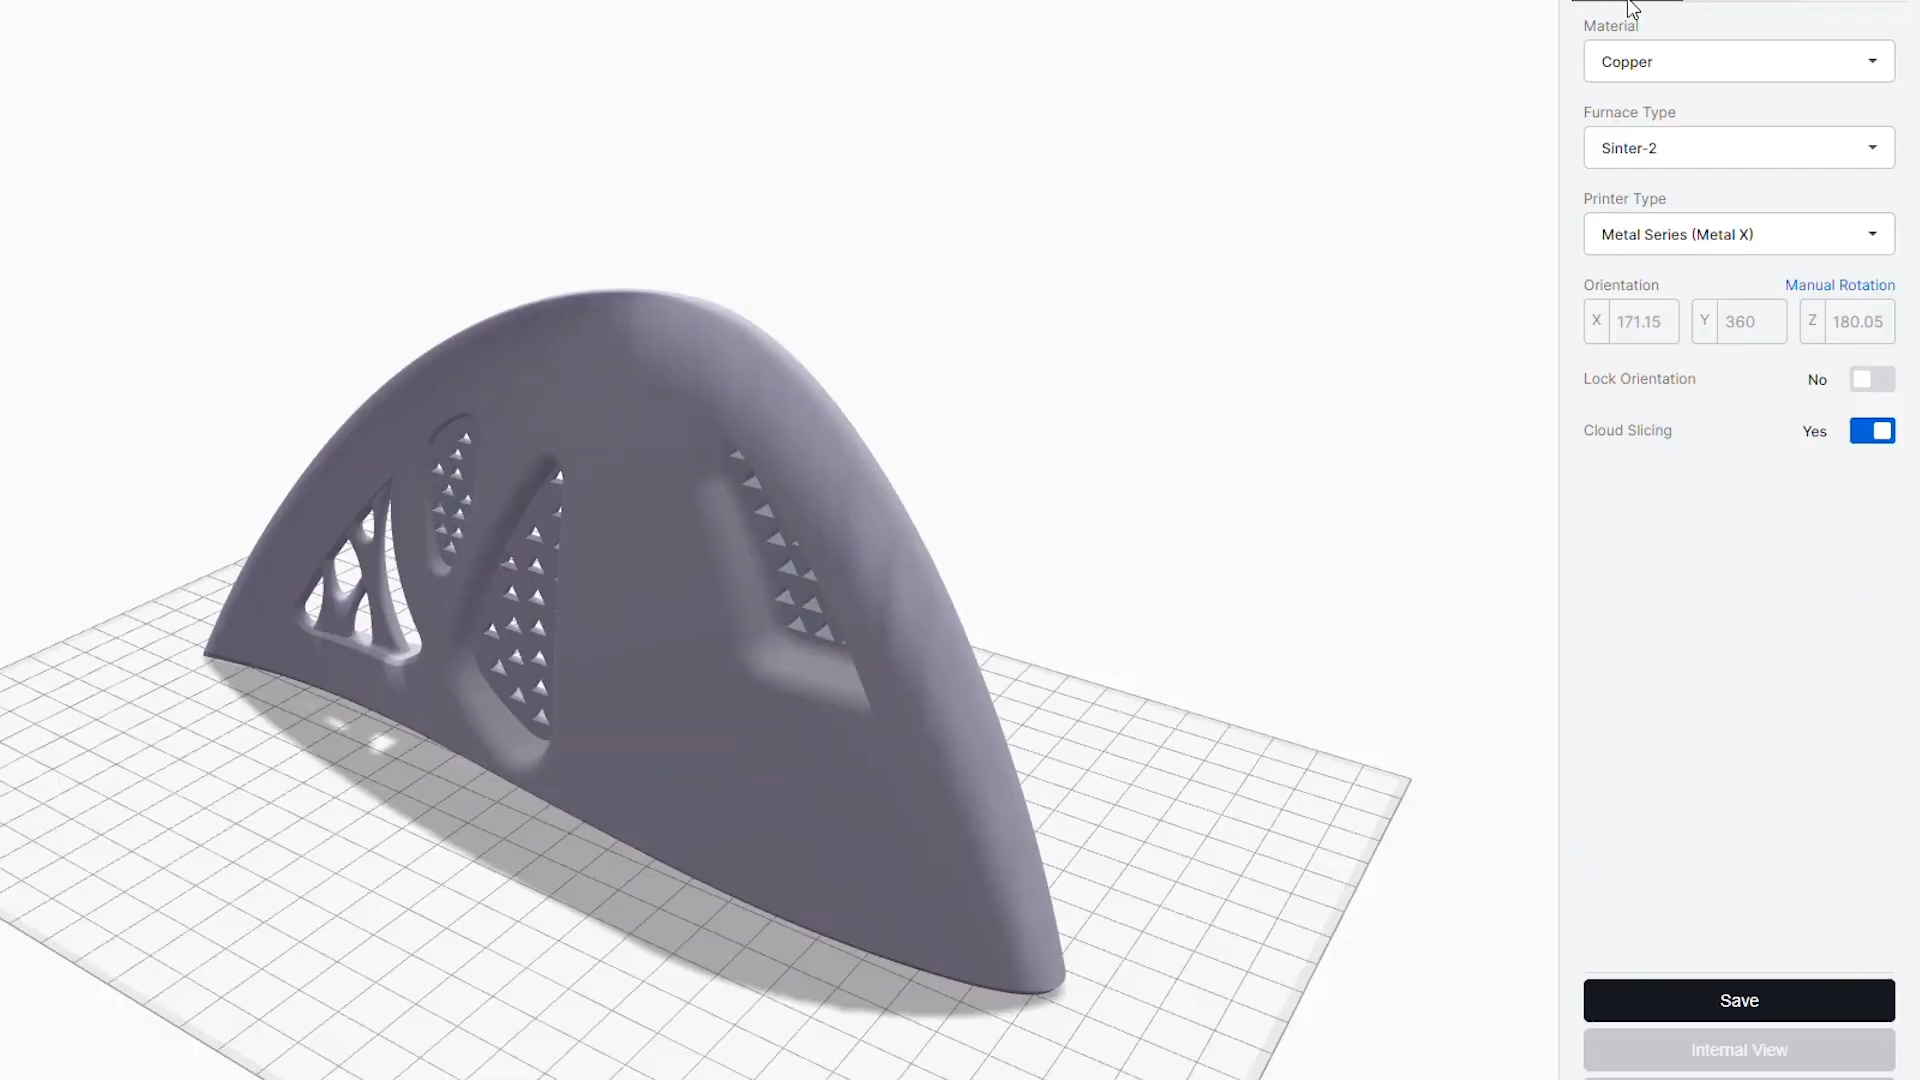 Material
Copper
Furnace Type
Sinter-2
Printer Type
Metal Series (Metal X)
Orientation Manual Rotation
X 171.15 Y 360 Z 180.05
Lock Orientation No
Cloud Slicing Yes
Save
Internal View